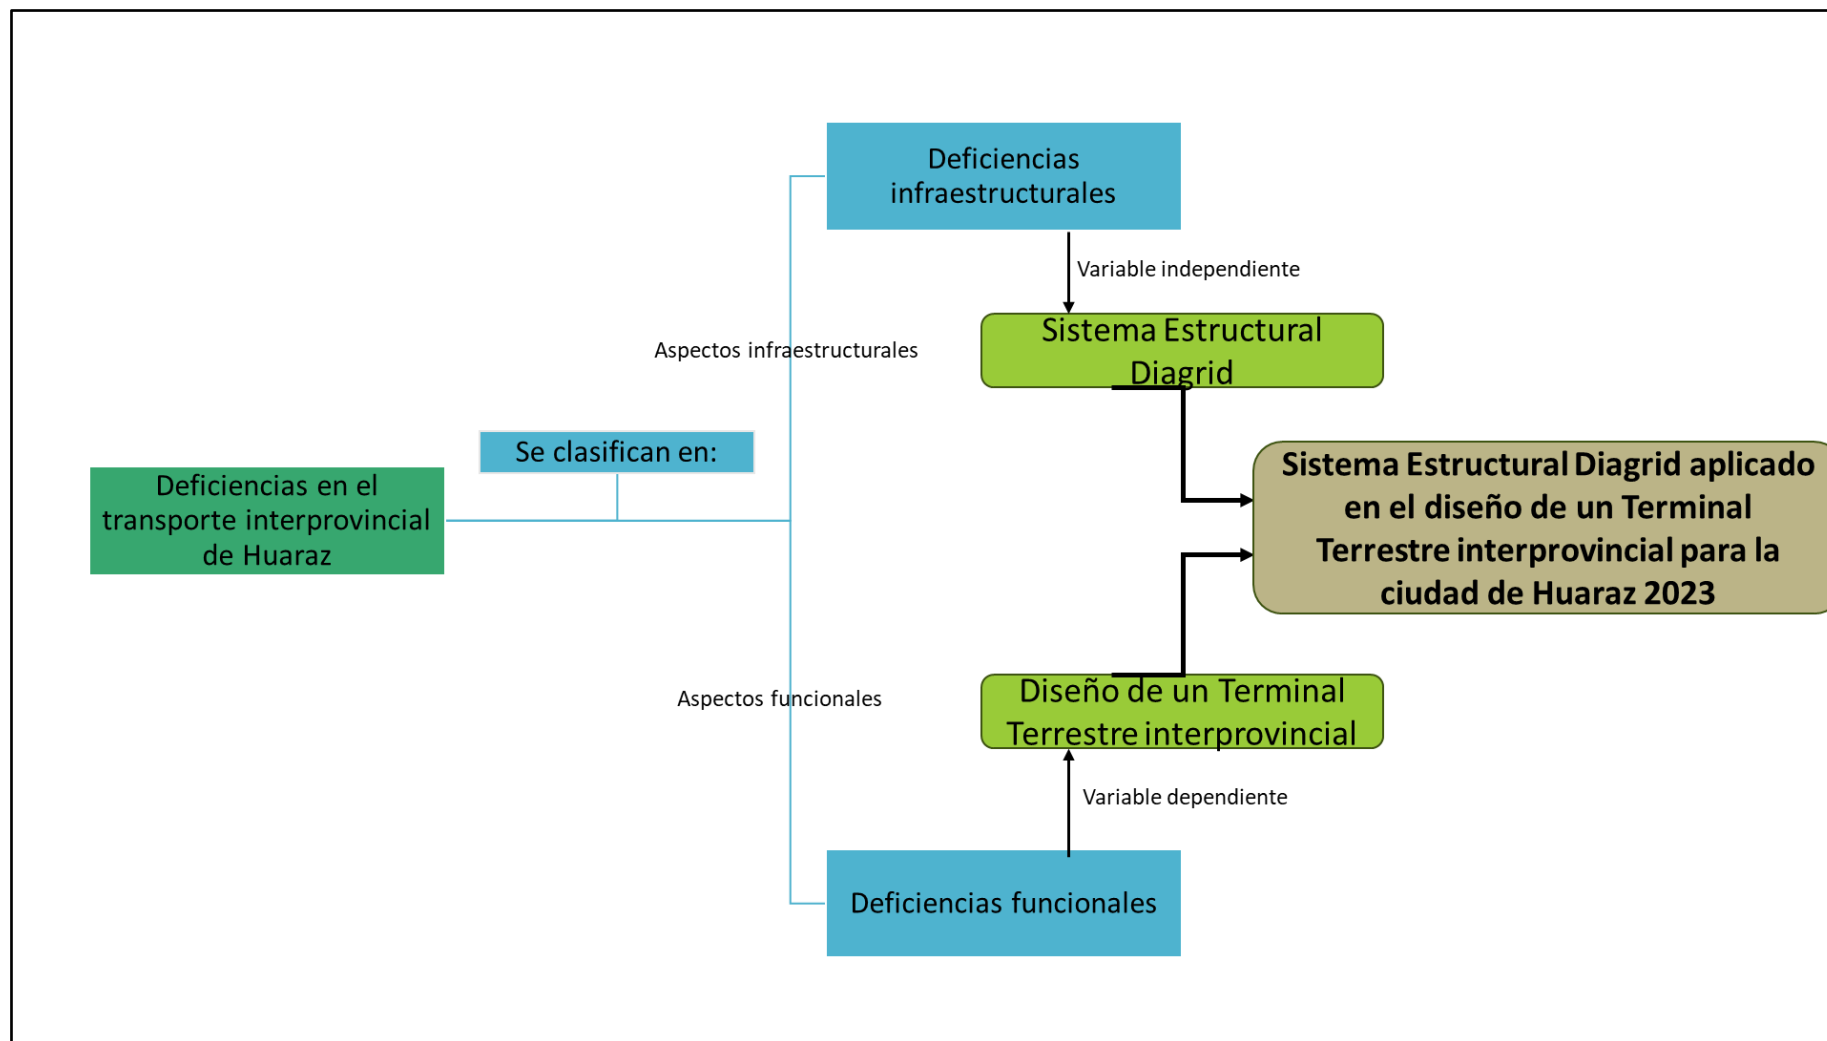 Deficiencias en el
transporte interprovincial
de Huaraz
Se clasifican en:
Aspectos infraestructurales
Aspectos funcionales
Deficiencias
infraestructurales
Variable independiente
Sistema Estructural
Diagrid
Diseño de un Terminal
Terrestre interprovincial
Variable dependiente
Deficiencias funcionales
Sistema Estructural Diagrid aplicado
en el diseño de un Terminal
Terrestre interprovincial para la
ciudad de Huaraz 2023